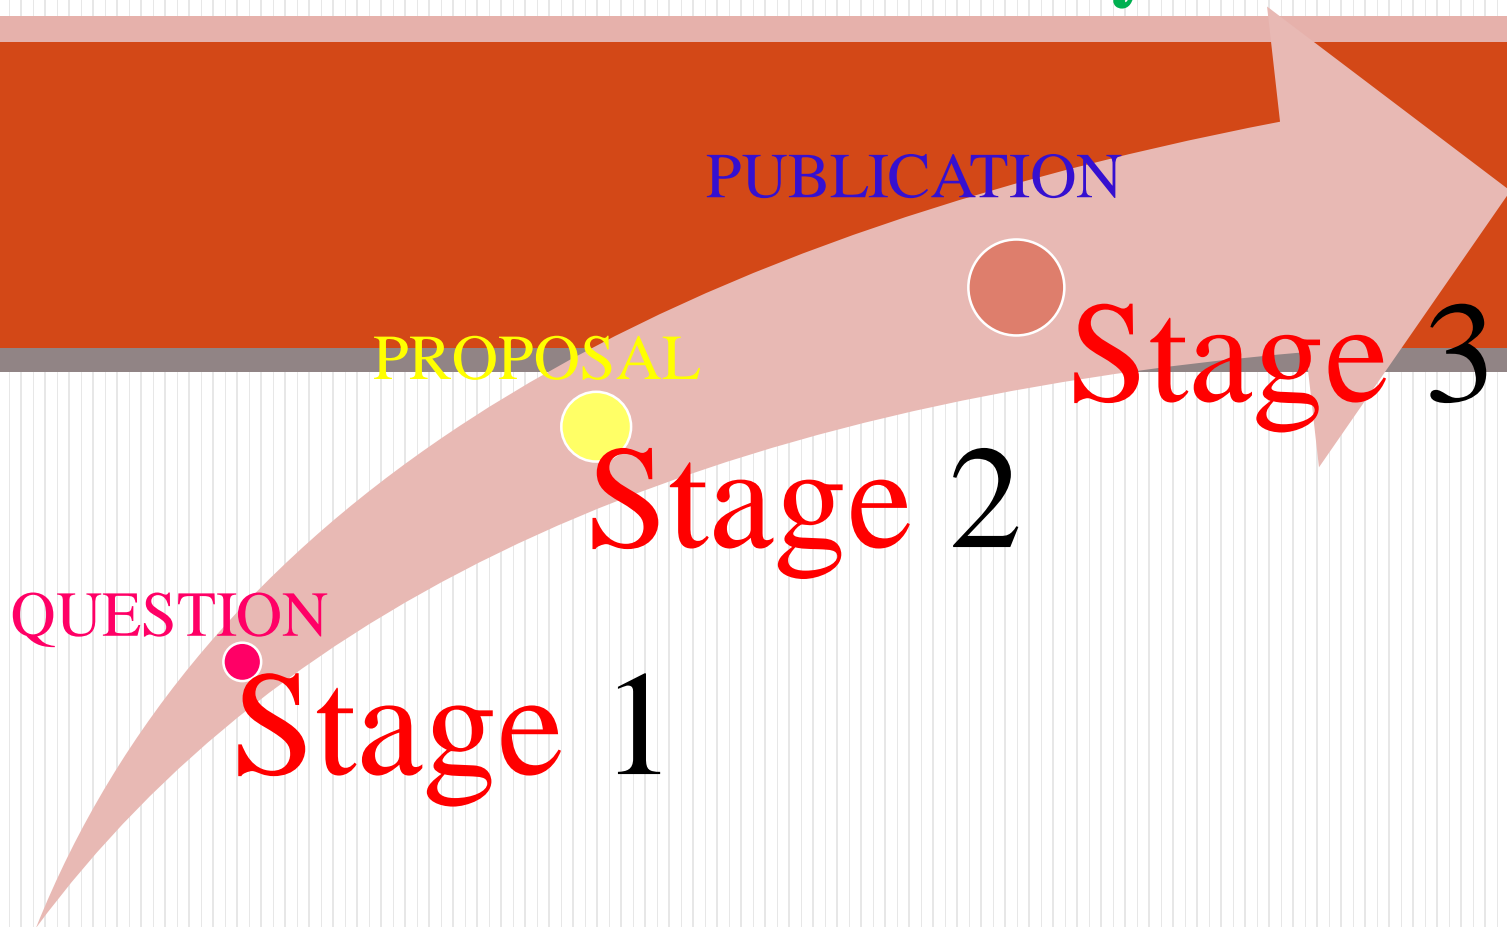 PUBLICATION
Stage 3
PROPOSAL
Stage 2
QUESTION
Stage 1